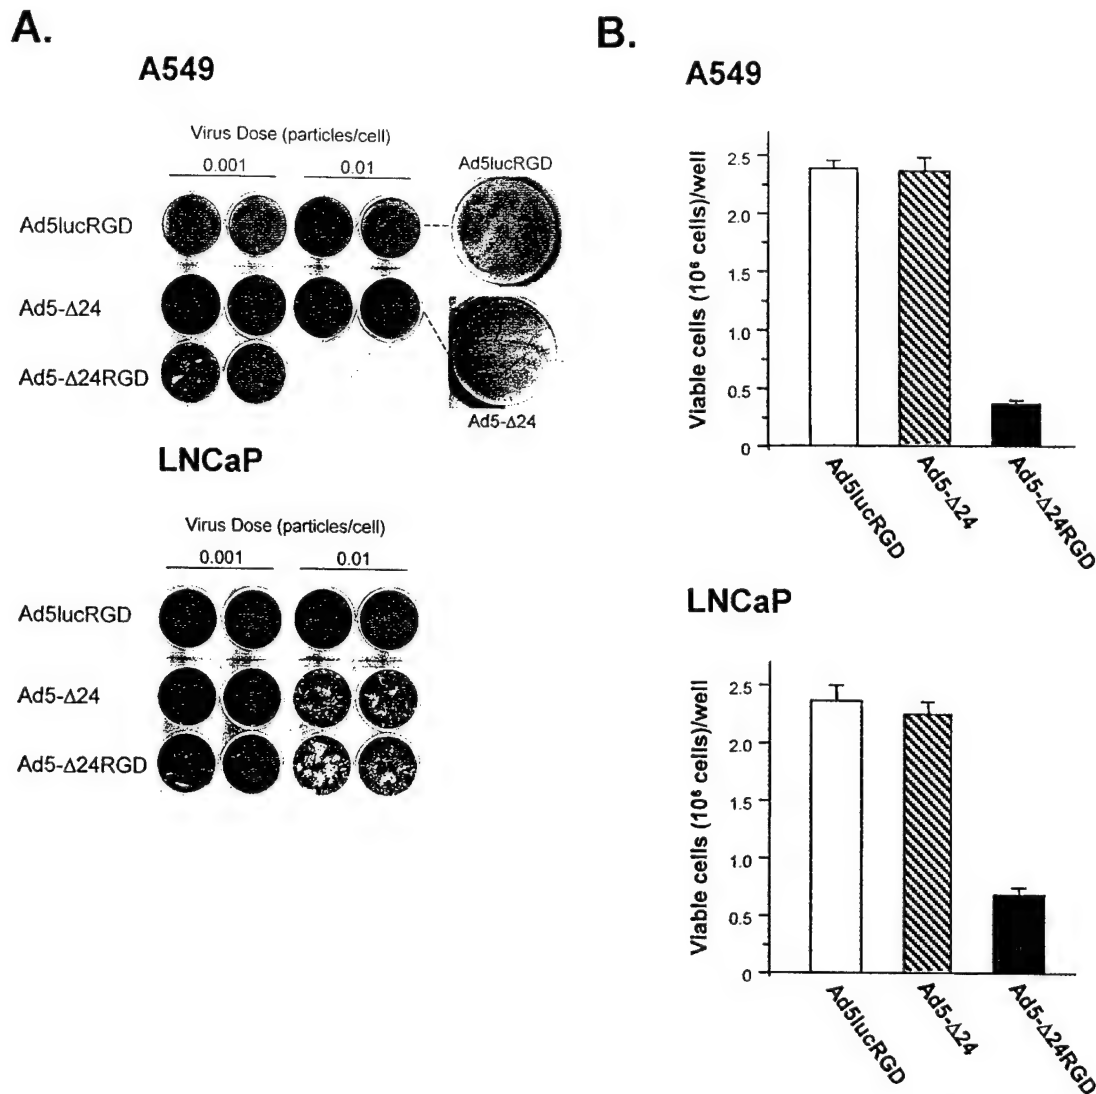 A.
A549
Virus Dose (particles/cell)
0.001 0.01
Ad5lucRGD
Ad5lucRGD
Ad5-Δ24
Ad5-Δ24RGD
Ad5-Δ24
LNCaP
Virus Dose (particles/cell)
0.001 0.01
Ad5lucRGD
Ad5-Δ24
Ad5-Δ24RGD
B.
A549
Viable cells (10⁶ cells)/well
2.5
2.0
1.5
1.0
0.5
0
Ad5lucRGD
Ad5-Δ24
Ad5-Δ24RGD
LNCaP
Viable cells (10⁶ cells)/well
2.5
2.0
1.5
1.0
0.5
0
Ad5lucRGD
Ad5-Δ24
Ad5-Δ24RGD